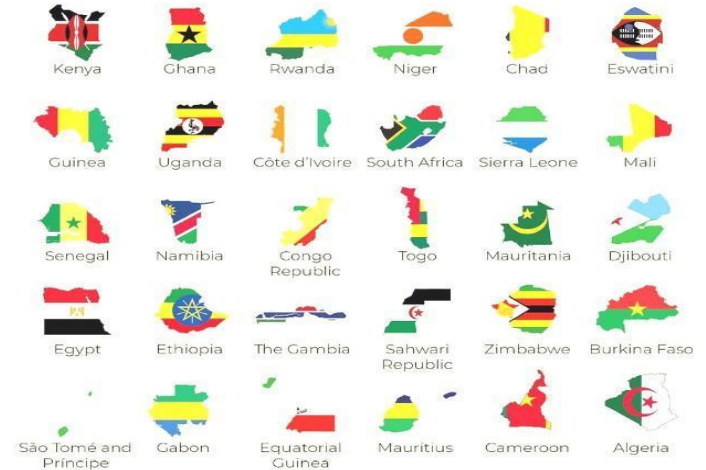 Kenya
Ghana
Rwanda
Niger
Chad
Eswatini
Guinea
Uganda
Côte d'Ivoire
South Africa
Sierra Leone
Mali
Senegal
Namibia
Congo
Republic
Togo
Mauritania
Djibouti
Egypt
Ethiopia
The Gambia
Sahwari
Republic
Zimbabwe
Burkina Faso
São Tomé and
Príncipe
Gabon
Equatorial
Guinea
Mauritius
Cameroon
Algeria